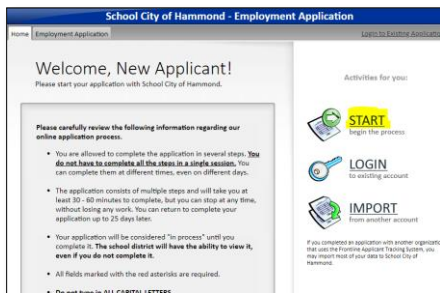 School City of Hammond - Employment Application
Home Employment Application Login to Existing Applicatio
Welcome, New Applicant!
Please start your application with School City of Hammond.
Please carefully review the following information regarding our
online application process.
• You are allowed to complete the application in several steps. You
do not have to complete all the steps in a single session. You
can complete them at different times, even on different days.
• The application consists of multiple steps and will take you at
least 30 - 60 minutes to complete, but you can stop at any time,
without losing any work. You can return to complete your
application up to 25 days later.
• Your application will be considered "in process" until you
complete it. The school district will have the ability to view it,
even if you do not complete it.
• All fields marked with the red asterisks are required.
• Do not type in ALL CAPITAL LETTERS.
Activities for you:
START
begin the process
LOGIN
to existing account
IMPORT
from another account
If you completed an application with another organizatio
that uses the Frontline Applicant Tracking System, you
may import most of your data to School City of
Hammond.